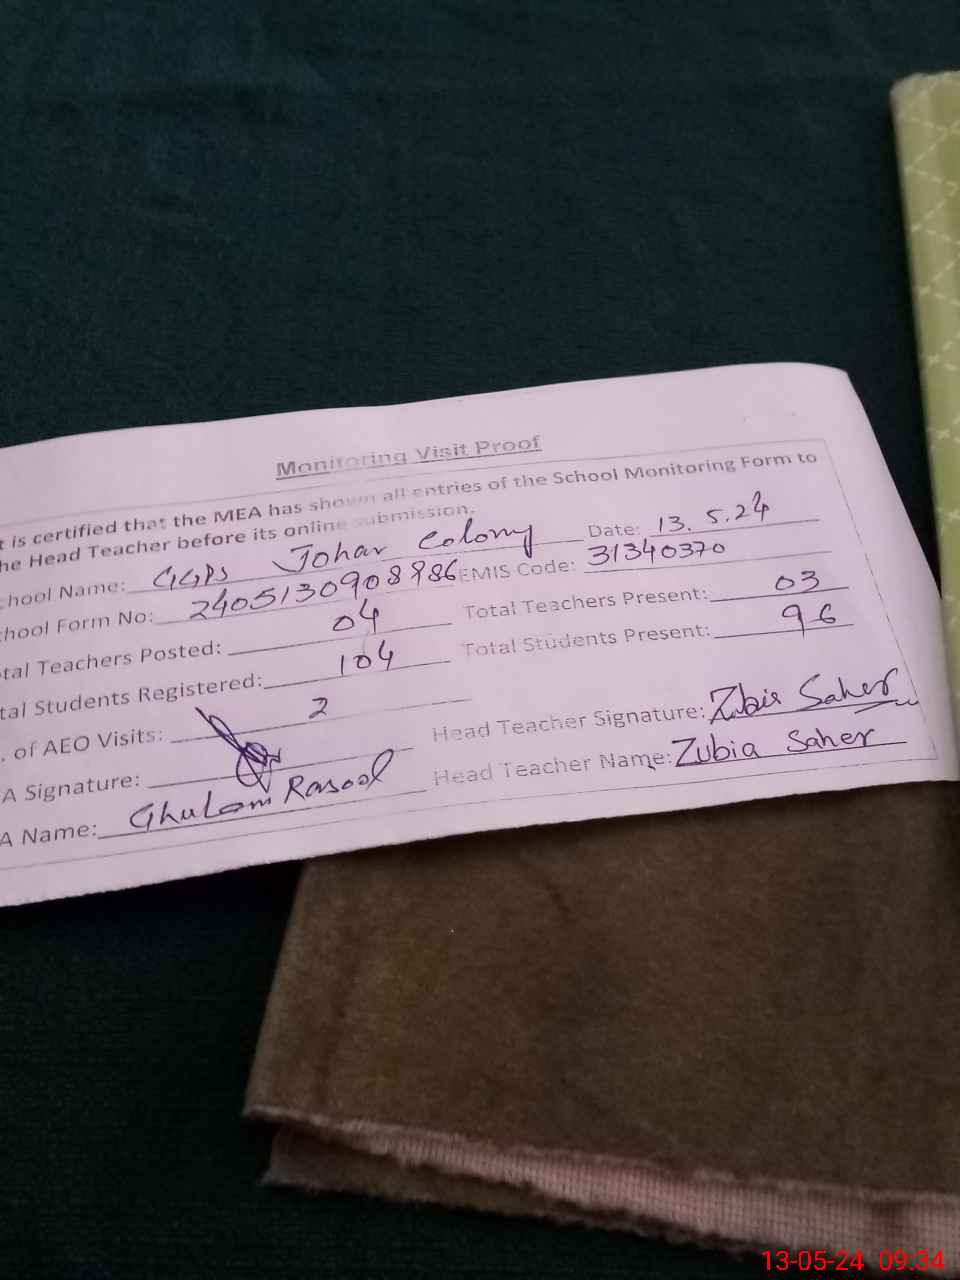 Monitoring Visit Proof
t is certified that the MEA has shown all entries of the School Monitoring Form to
he Head Teacher before its online submission.
chool Name: GGPS Johar Colony Date: 13.5.24
chool Form No: 2405130908986 EMIS Code: 31340370
tal Teachers Posted: 04 Total Teachers Present: 03
tal Students Registered: 104 Total Students Present: 96
. of AEO Visits: 2
A Signature: Head Teacher Signature: Zubia Saher
A Name: Ghulam Rasool Head Teacher Name: Zubia Saher
13-05-24 09:34